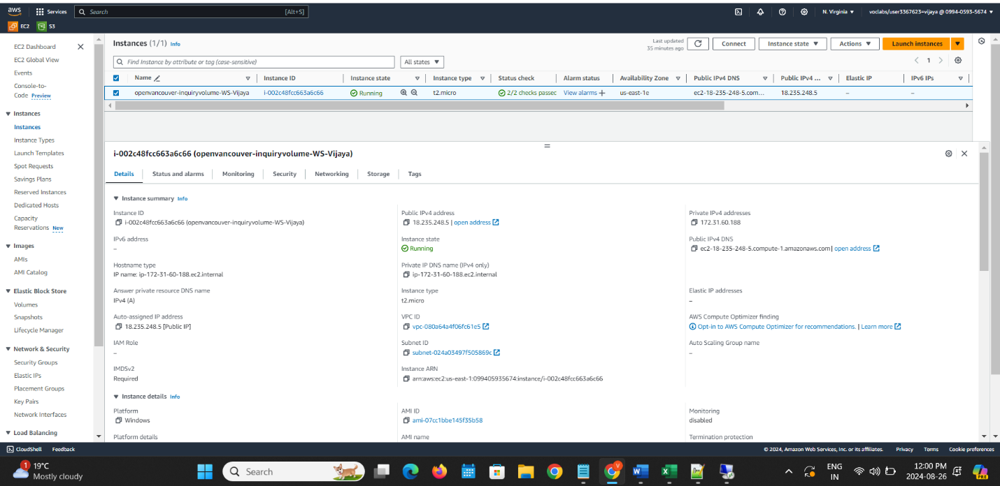 aws
Services
Search
[Alt+S]
N. Virginia
voclabs/user3367623=vijaya @ 0994-0593-5674
EC2
S3
EC2 Dashboard
EC2 Global View
Events
Console-to-
Code Preview
Instances
Instances
Instance Types
Launch Templates
Spot Requests
Savings Plans
Reserved Instances
Dedicated Hosts
Capacity
Reservations New
Images
AMIs
AMI Catalog
Elastic Block Store
Volumes
Snapshots
Lifecycle Manager
Network & Security
Security Groups
Elastic IPs
Placement Groups
Key Pairs
Network Interfaces
Load Balancing
Instances (1/1) Info
Last updated
35 minutes ago
Connect
Instance state
Actions
Launch instances
Find Instance by attribute or tag (case-sensitive)
All states
1
Name
Instance ID
Instance state
Instance type
Status check
Alarm status
Availability Zone
Public IPv4 DNS
Public IPv4 ...
Elastic IP
IPv6 IPs
openvancouver-inquiryvolume-WS-Vijaya
i-002c48fcc663a6c66
Running
t2.micro
2/2 checks passec
View alarms +
us-east-1e
ec2-18-235-248-5.com...
18.235.248.5
–
–
i-002c48fcc663a6c66 (openvancouver-inquiryvolume-WS-Vijaya)
Details
Status and alarms
Monitoring
Security
Networking
Storage
Tags
Instance summary Info
Instance ID
i-002c48fcc663a6c66 (openvancouver-inquiryvolume-WS-Vijaya)
Public IPv4 address
18.235.248.5 | open address
Private IPv4 addresses
172.31.60.188
IPv6 address
–
Instance state
Running
Public IPv4 DNS
ec2-18-235-248-5.compute-1.amazonaws.com | open address
Hostname type
IP name: ip-172-31-60-188.ec2.internal
Private IP DNS name (IPv4 only)
ip-172-31-60-188.ec2.internal
Answer private resource DNS name
IPv4 (A)
Instance type
t2.micro
Elastic IP addresses
–
Auto-assigned IP address
18.235.248.5 [Public IP]
VPC ID
vpc-080a64a4f06fc61e5
AWS Compute Optimizer finding
Opt-in to AWS Compute Optimizer for recommendations. | Learn more
IAM Role
–
Subnet ID
subnet-024a03497f505869c
Auto Scaling Group name
–
IMDSv2
Required
Instance ARN
arn:aws:ec2:us-east-1:099405935674:instance/i-002c48fcc663a6c66
Instance details Info
Platform
Windows
AMI ID
ami-07cc1bbe145f35b58
Monitoring
disabled
Platform details
AMI name
Termination protection
CloudShell
Feedback
© 2024, Amazon Web Services, Inc. or its affiliates.
Privacy
Terms
Cookie preferences
1
19°C
Mostly cloudy
Search
V
ENG
IN
12:00 PM
2024-08-26
PRE